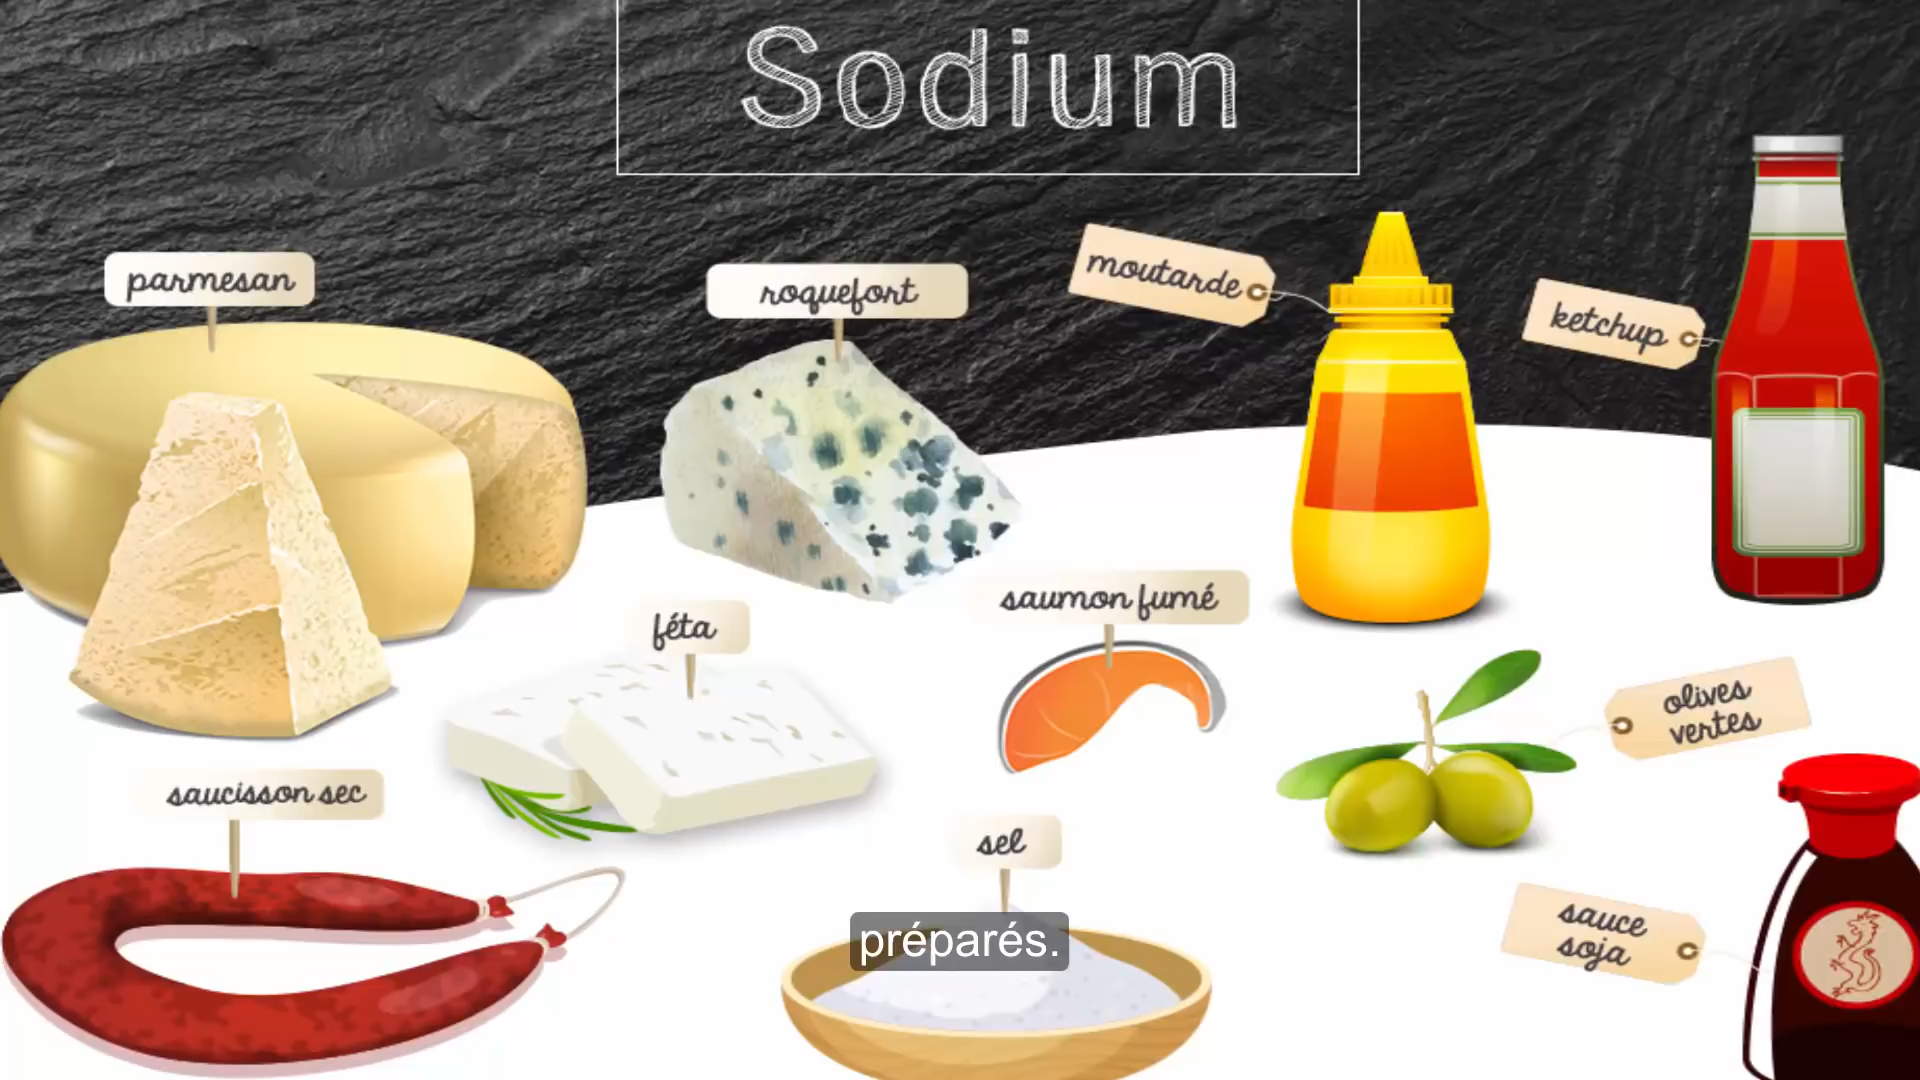 Sodium
parmesan
roquefort
moutarde
ketchup
saumon fumé
féta
olives
vertes
saucisson sec
sel
sauce
soja
préparés.